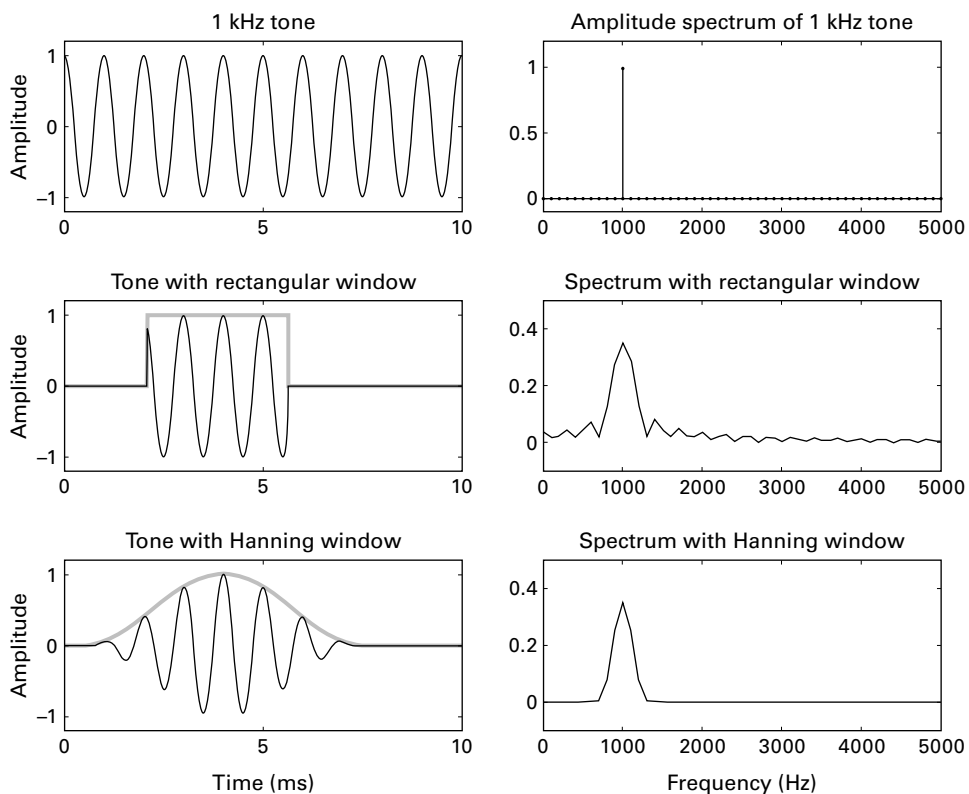 1 kHz tone
Amplitude
1
0
−1
0 5 10
Amplitude spectrum of 1 kHz tone
1
0.5
0
0 1000 2000 3000 4000 5000
Tone with rectangular window
Amplitude
1
0
−1
0 5 10
Spectrum with rectangular window
0.4
0.2
0
0 1000 2000 3000 4000 5000
Tone with Hanning window
Amplitude
1
0
−1
0 5 10
Time (ms)
Spectrum with Hanning window
0.4
0.2
0
0 1000 2000 3000 4000 5000
Frequency (Hz)